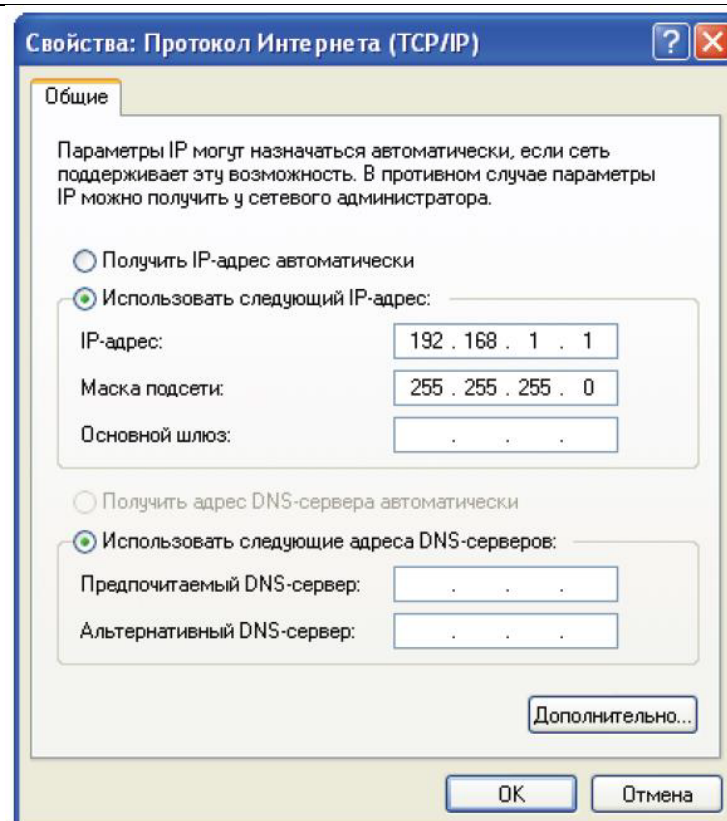 Свойства: Протокол Интернета (TCP/IP)
Общие
Параметры IP могут назначаться автоматически, если сеть
поддерживает эту возможность. В противном случае параметры
IP можно получить у сетевого администратора.
Получить IP-адрес автоматически
Использовать следующий IP-адрес:
IP-адрес: 192 . 168 . 1 . 1
Маска подсети: 255 . 255 . 255 . 0
Основной шлюз: . . .
Получить адрес DNS-сервера автоматически
Использовать следующие адреса DNS-серверов:
Предпочитаемый DNS-сервер: . . .
Альтернативный DNS-сервер: . . .
Дополнительно...
OK Отмена